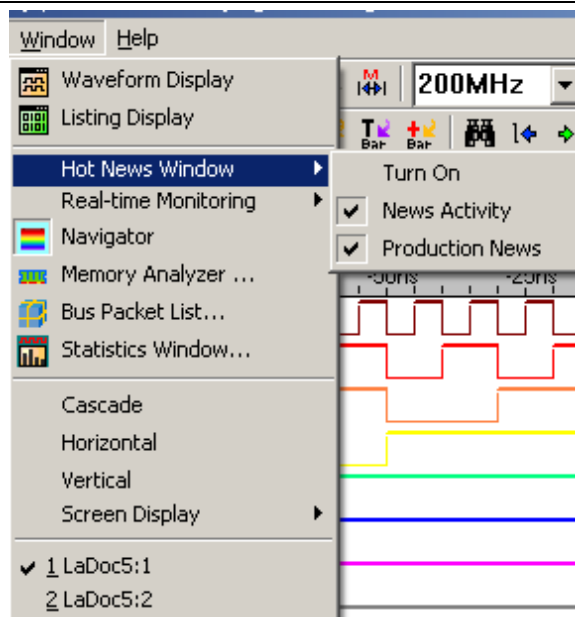 Window Help
Waveform Display
Listing Display
Hot News Window
Real-time Monitoring
Navigator
Memory Analyzer ...
Bus Packet List...
Statistics Window...
Cascade
Horizontal
Vertical
Screen Display
1 LaDoc5:1
2 LaDoc5:2
M
200MHz
T Bar + Bar
Turn On
News Activity
Production News